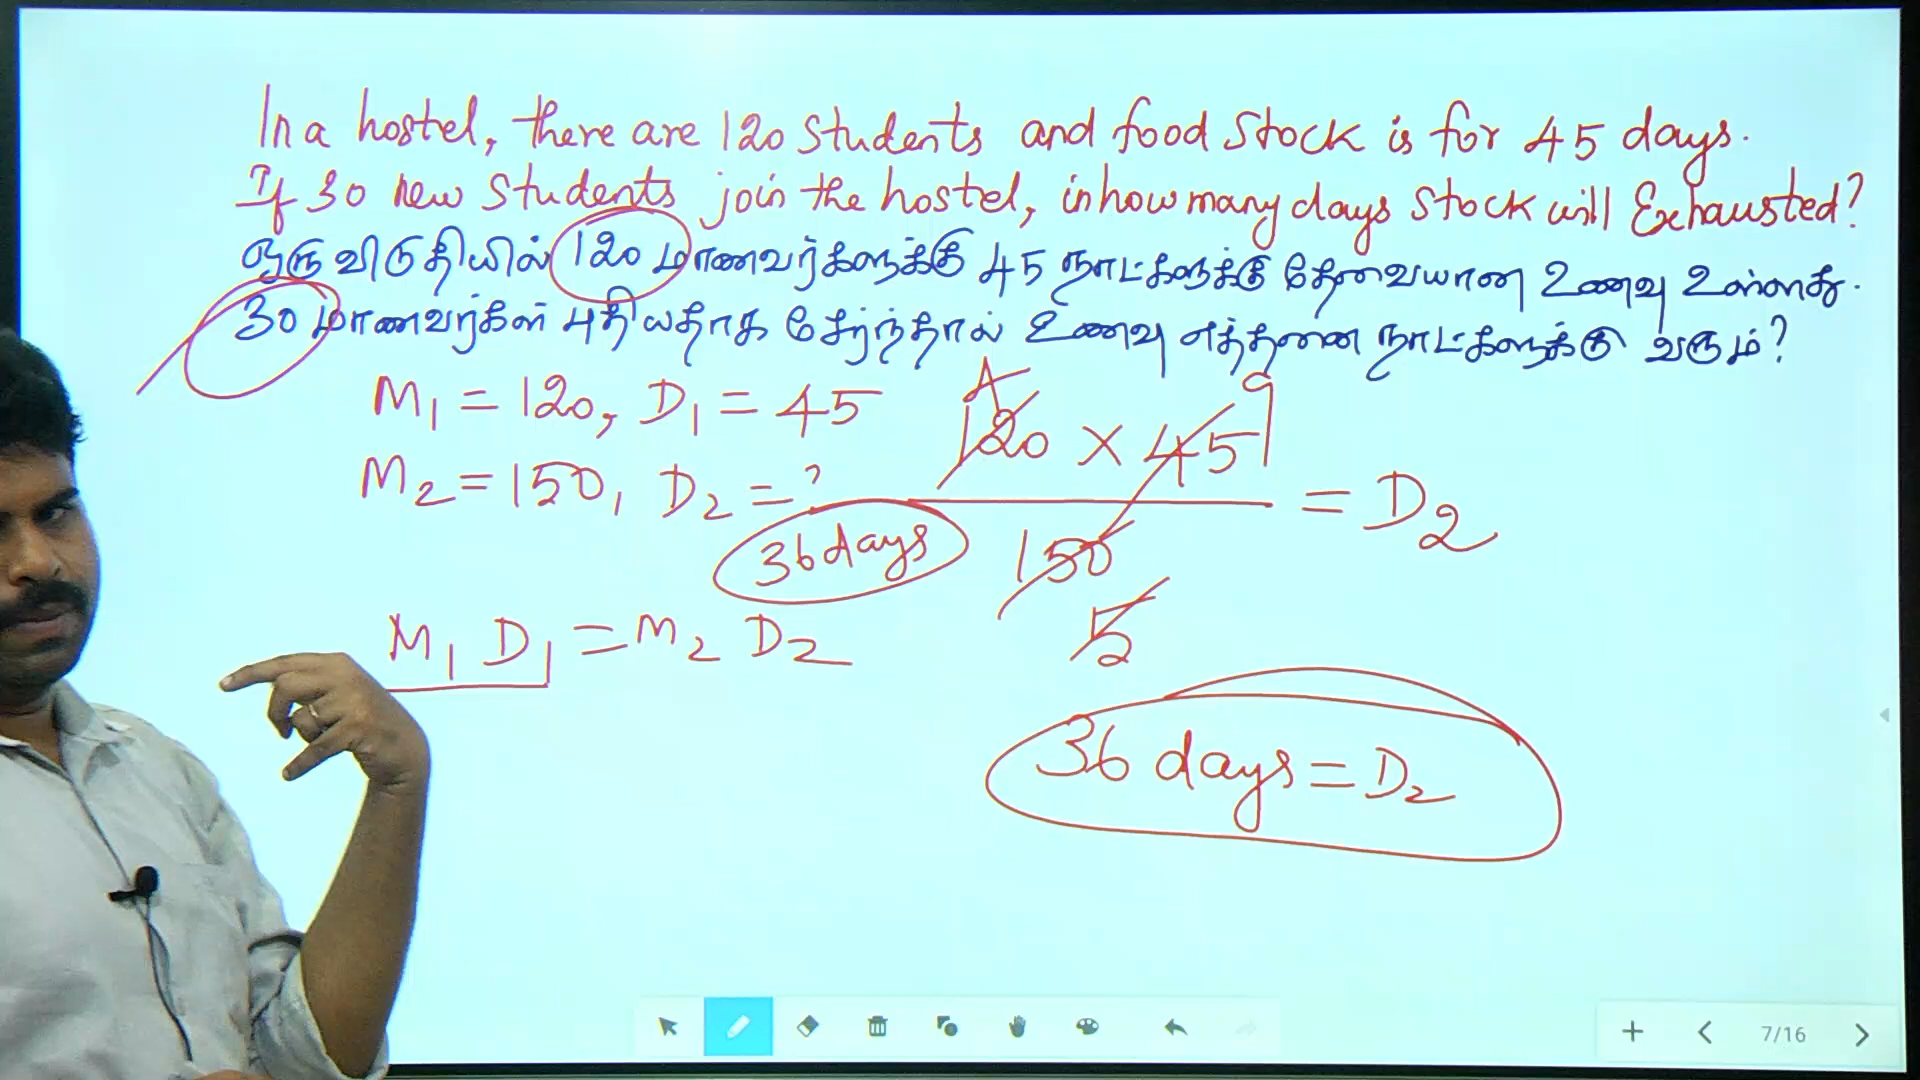 In a hostel, there are 120 students and food stock is for 45 days.
If 30 new students join the hostel, in how many days stock will Exhausted?
ஒரு விடுதியில் 120 மாணவர்களுக்கு 45 நாட்களுக்கு தேவையான உணவு உள்ளது.
30 மாணவர்கள் புதியதாக சேர்ந்தால் உணவு எத்தனை நாட்களுக்கு வரும்?
M1 = 120, D1 = 45
M2 = 150, D2 = ?
36 days
M1 D1 = M2 D2
4 9
120 × 45
150 = D2
5
36 days = D2
7/16